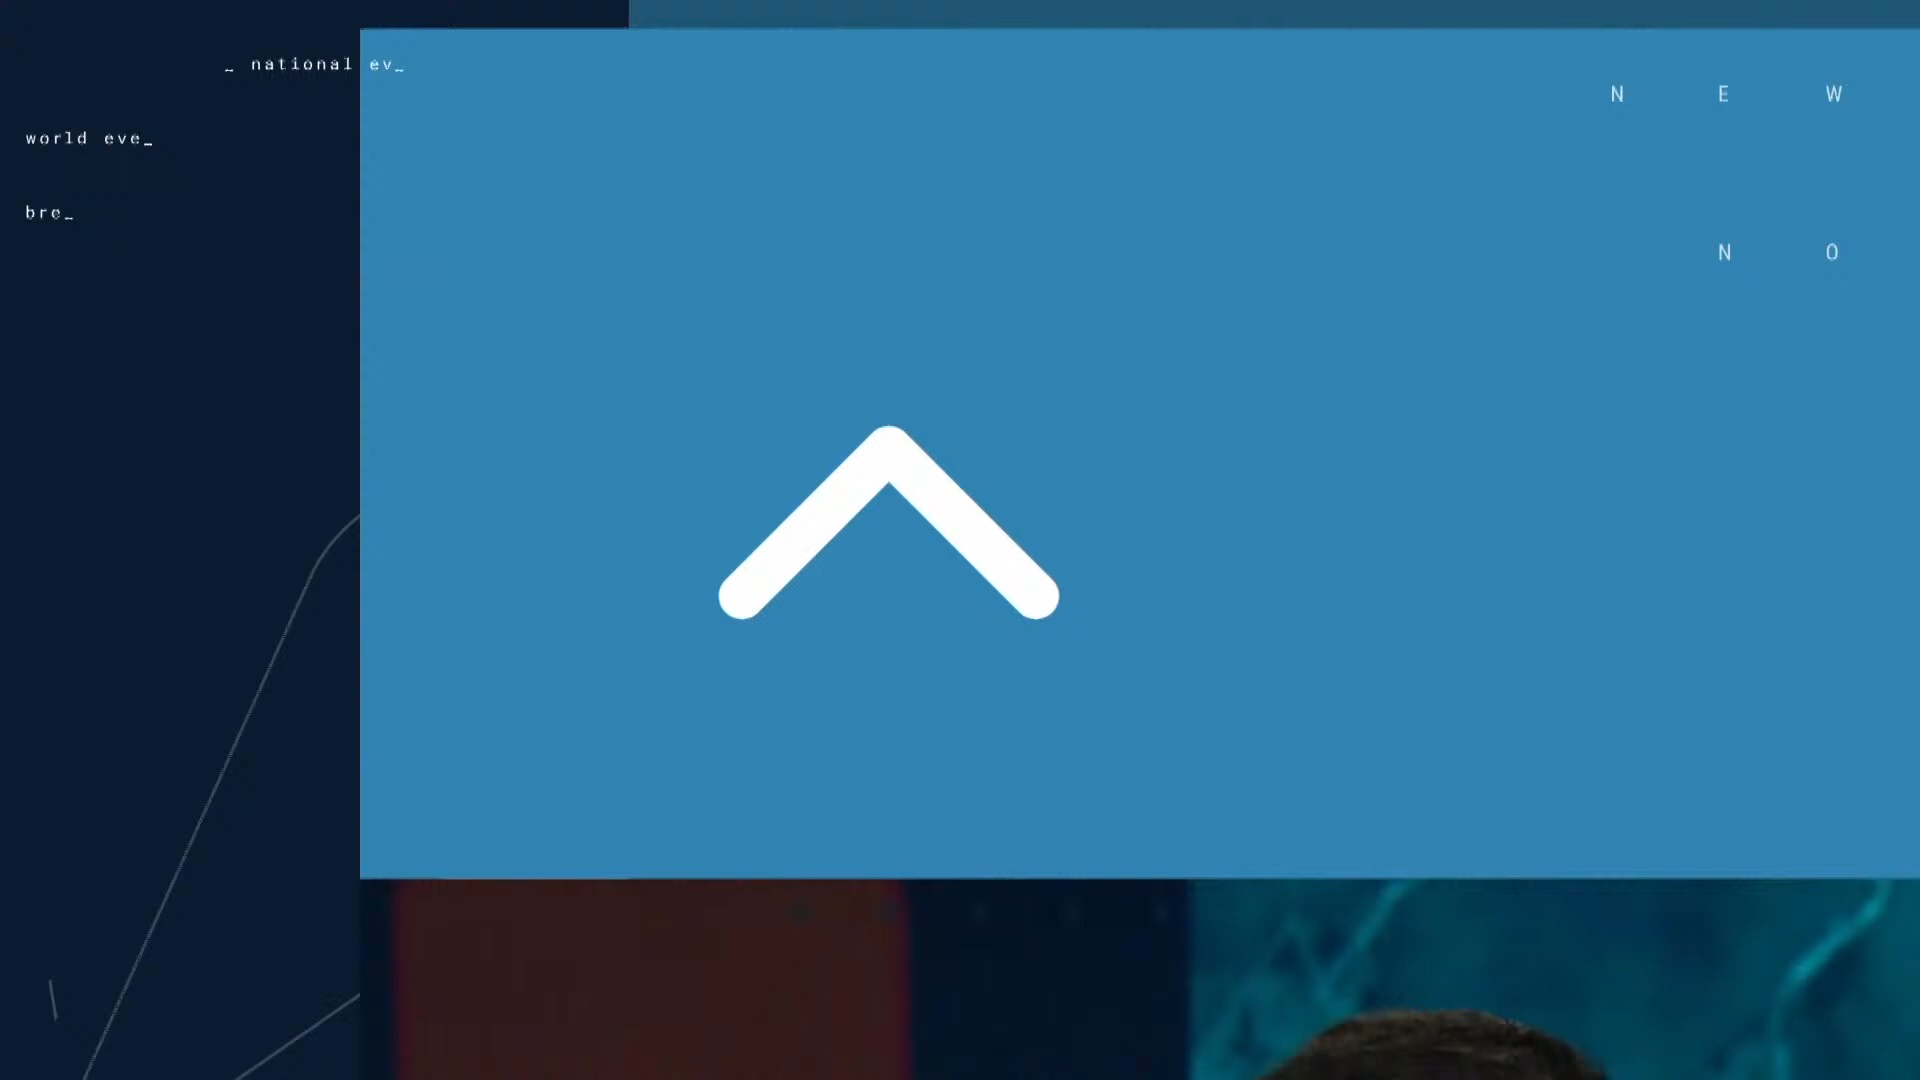 _ national ev_
N E W
world eve_
bre_
N O